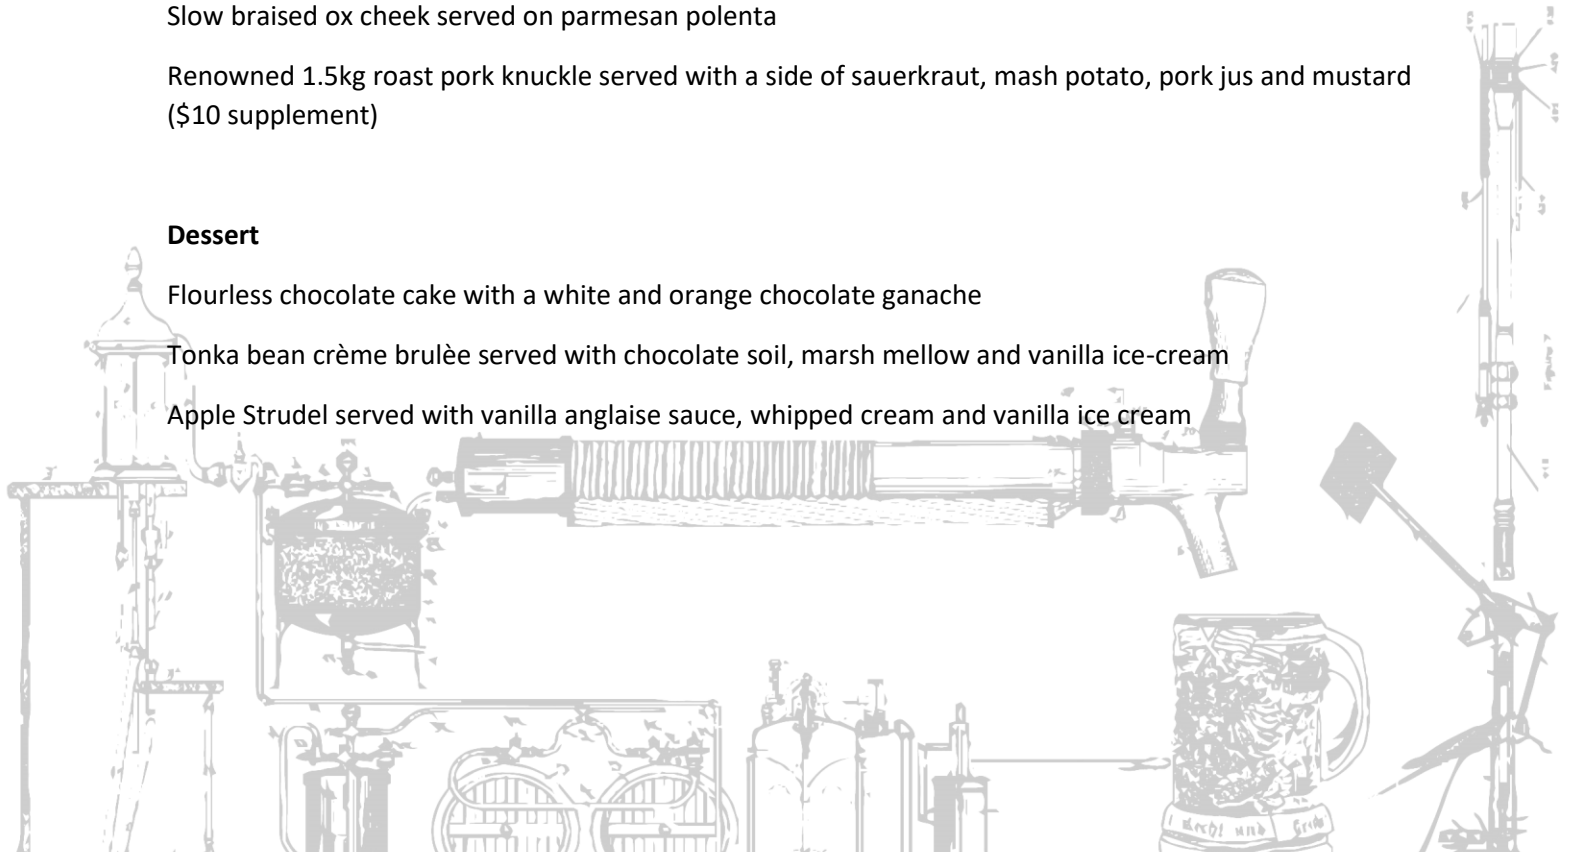 Slow braised ox cheek served on parmesan polenta
Renowned 1.5kg roast pork knuckle served with a side of sauerkraut, mash potato, pork jus and mustard
($10 supplement)
Dessert
Flourless chocolate cake with a white and orange chocolate ganache
Tonka bean crème brulèe served with chocolate soil, marsh mellow and vanilla ice-cream
Apple Strudel served with vanilla anglaise sauce, whipped cream and vanilla ice cream
Figure 7
und